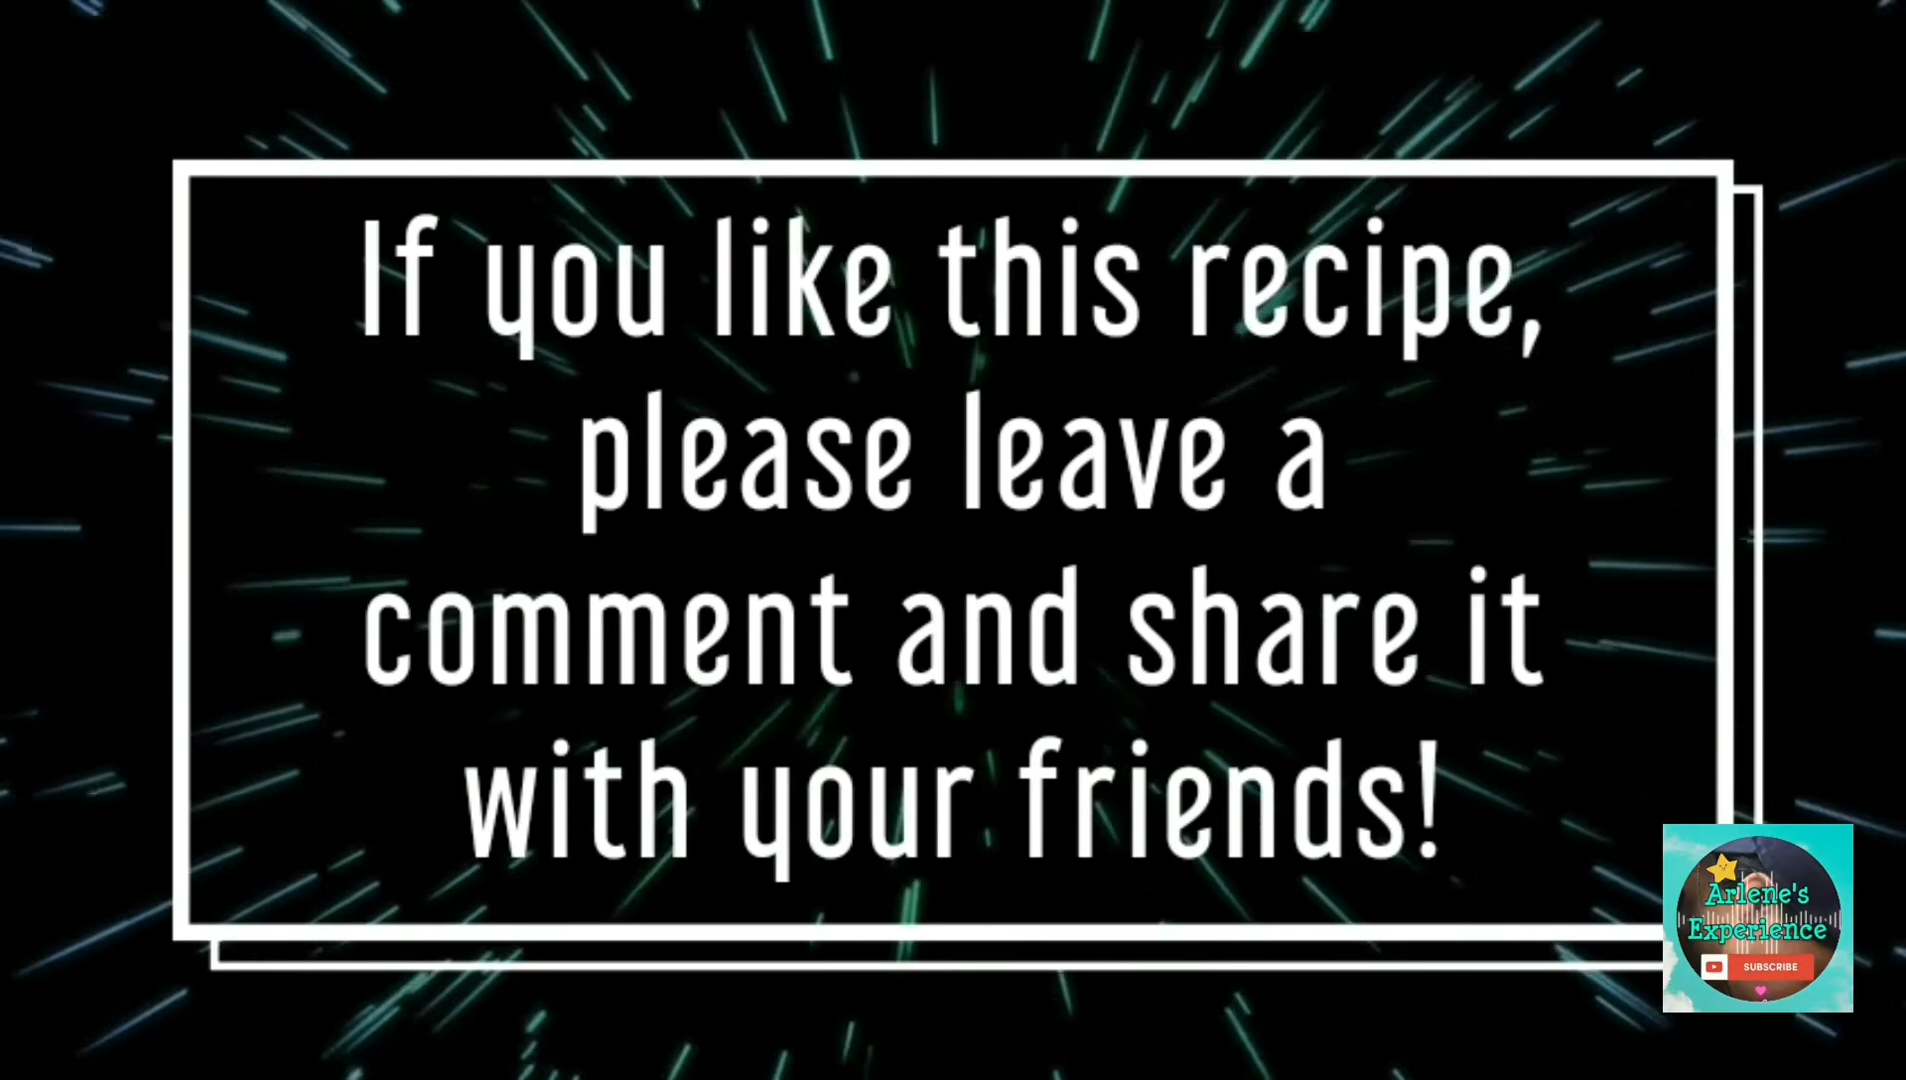 If you like this recipe,
please leave a
comment and share it
with your friends!
Arlene's
Experience
SUBSCRIBE